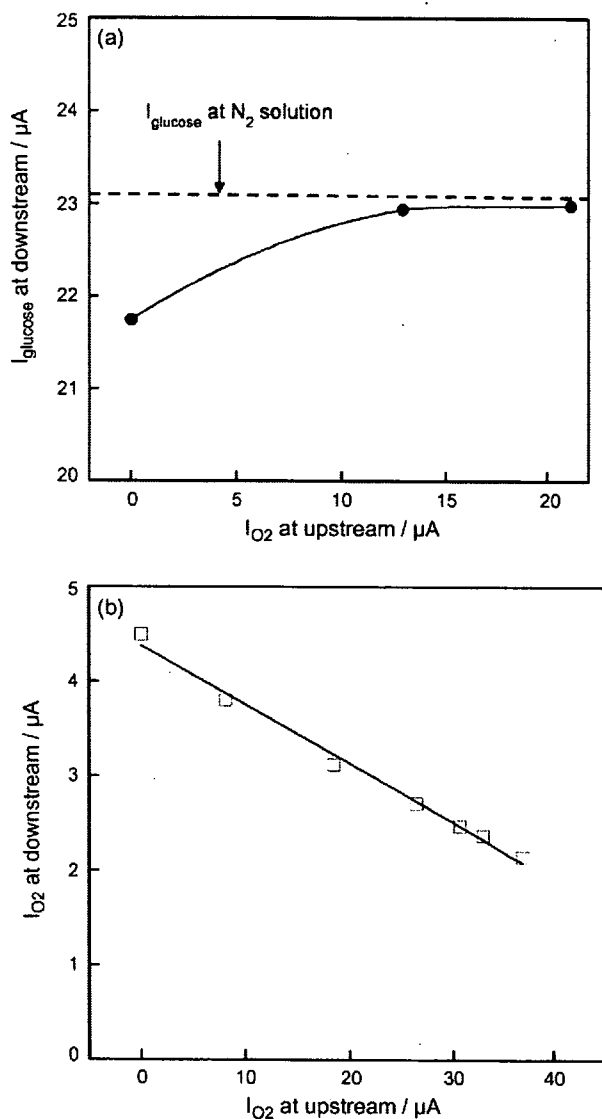 (a)
25
24
23
22
21
20
I_glucose at N_2 solution
I_glucose at downstream / µA
0 5 10 15 20
I_O2 at upstream / µA
(b)
5
4
3
2
1
0
I_O2 at downstream / µA
0 10 20 30 40
I_O2 at upstream / µA